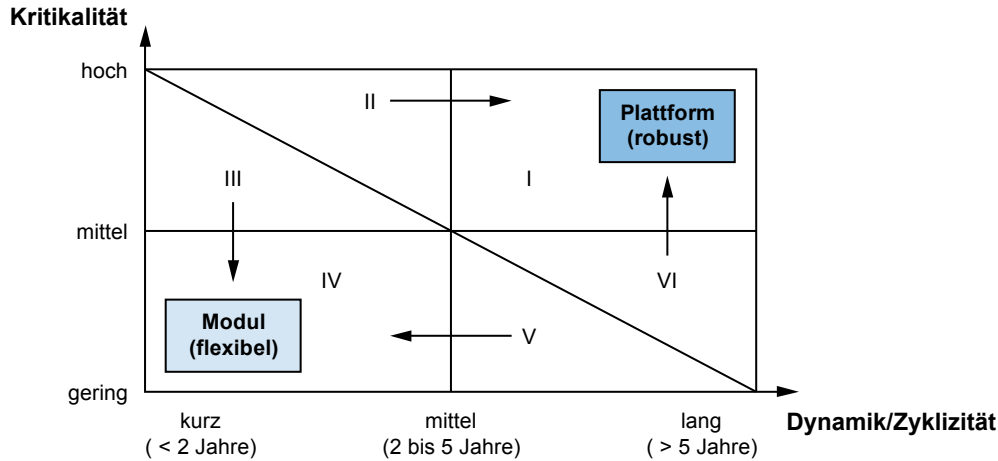 Kritikalität
hoch
II
Plattform
(robust)
III
I
mittel
IV
VI
Modul
(flexibel)
V
gering
kurz
( < 2 Jahre)
mittel
(2 bis 5 Jahre)
lang
( > 5 Jahre)
Dynamik/Zyklizität